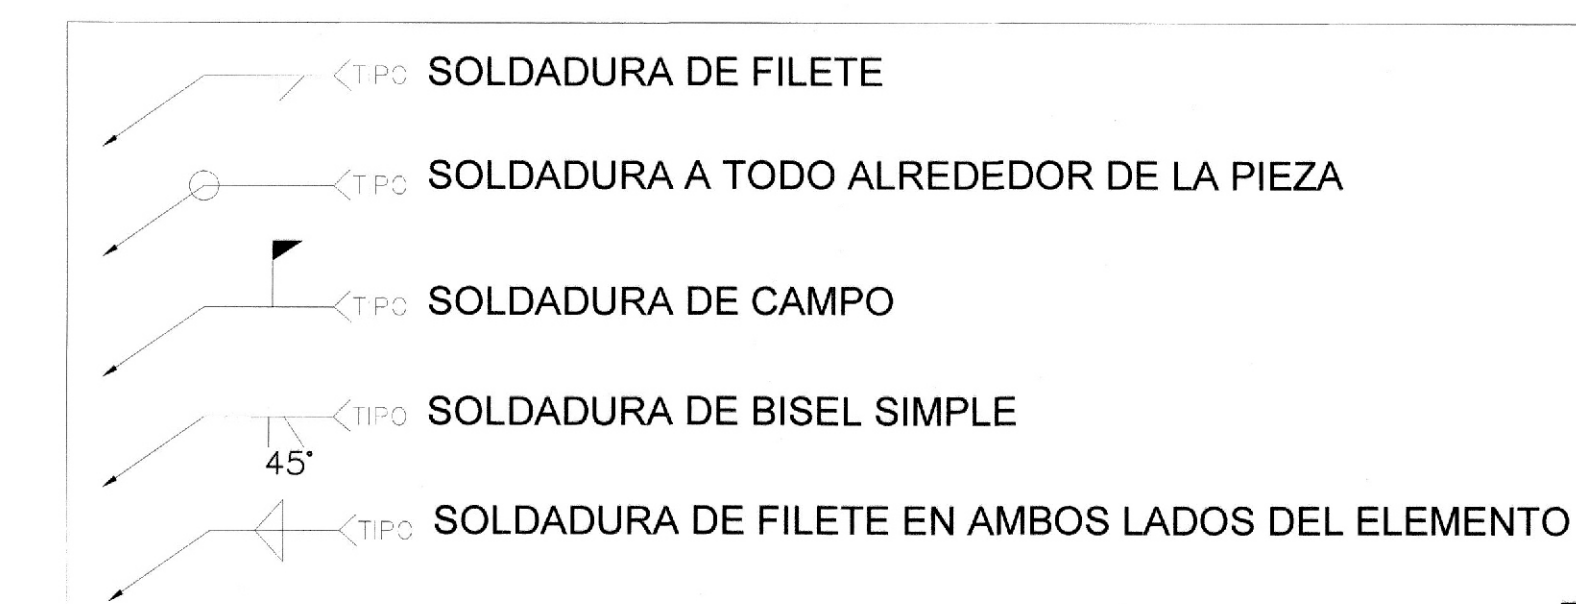 TIPO SOLDADURA DE FILETE
TIPO SOLDADURA A TODO ALREDEDOR DE LA PIEZA
TIPO SOLDADURA DE CAMPO
TIPO SOLDADURA DE BISEL SIMPLE
45°
TIPO SOLDADURA DE FILETE EN AMBOS LADOS DEL ELEMENTO